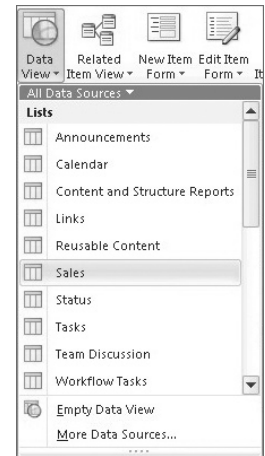 Data Related New Item Edit Item
View Item View Form Form It
All Data Sources
Lists
Announcements
Calendar
Content and Structure Reports
Links
Reusable Content
Sales
Status
Tasks
Team Discussion
Workflow Tasks
Empty Data View
More Data Sources...